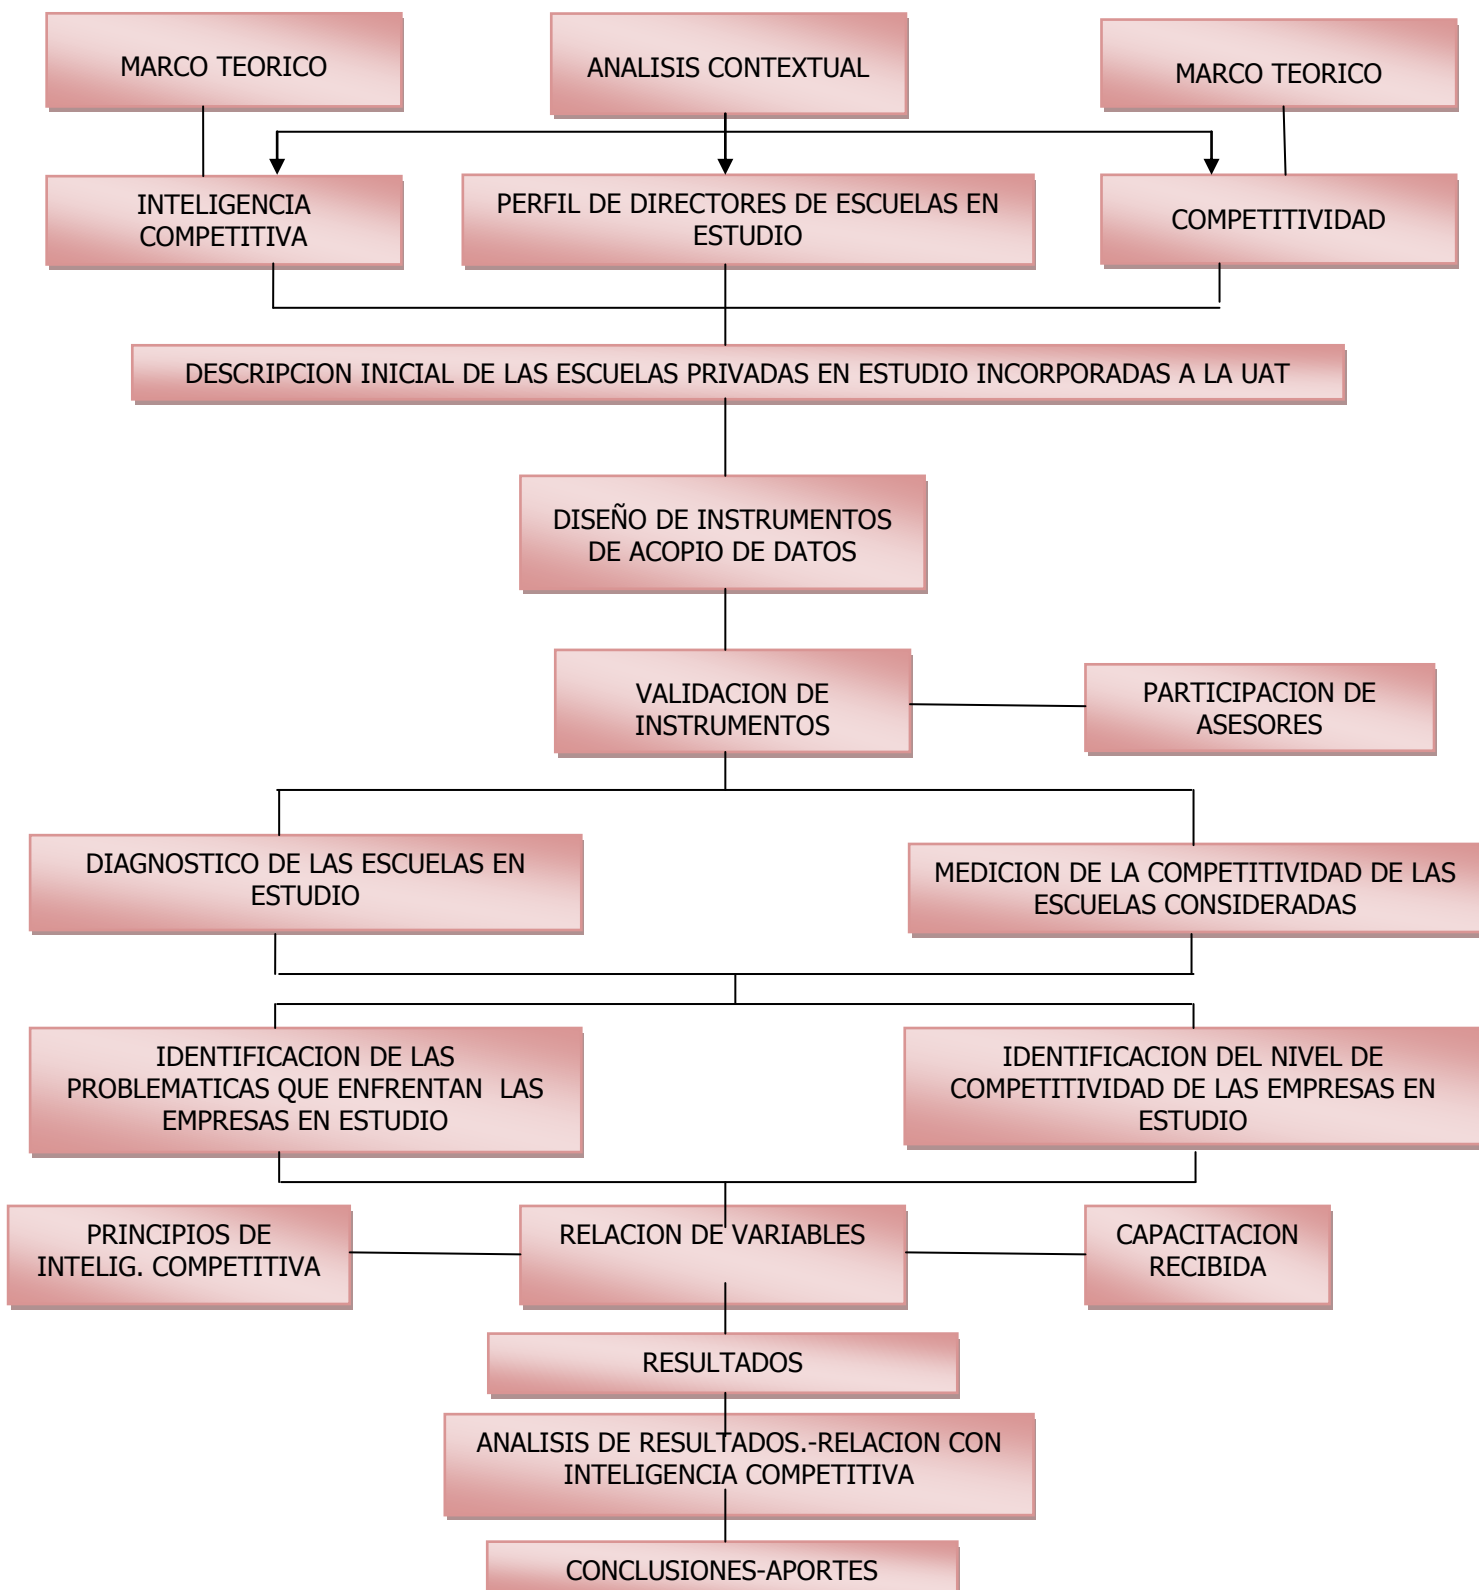 MARCO TEORICO
ANALISIS CONTEXTUAL
MARCO TEORICO
INTELIGENCIA
COMPETITIVA
PERFIL DE DIRECTORES DE ESCUELAS EN
ESTUDIO
COMPETITIVIDAD
DESCRIPCION INICIAL DE LAS ESCUELAS PRIVADAS EN ESTUDIO INCORPORADAS A LA UAT
DISEÑO DE INSTRUMENTOS
DE ACOPIO DE DATOS
VALIDACION DE
INSTRUMENTOS
PARTICIPACION DE
ASESORES
DIAGNOSTICO DE LAS ESCUELAS EN
ESTUDIO
MEDICION DE LA COMPETITIVIDAD DE LAS
ESCUELAS CONSIDERADAS
IDENTIFICACION DE LAS
PROBLEMATICAS QUE ENFRENTAN  LAS
EMPRESAS EN ESTUDIO
IDENTIFICACION DEL NIVEL DE
COMPETITIVIDAD DE LAS EMPRESAS EN
ESTUDIO
PRINCIPIOS DE
INTELIG. COMPETITIVA
RELACION DE VARIABLES
CAPACITACION
RECIBIDA
RESULTADOS
ANALISIS DE RESULTADOS.-RELACION CON
INTELIGENCIA COMPETITIVA
CONCLUSIONES-APORTES